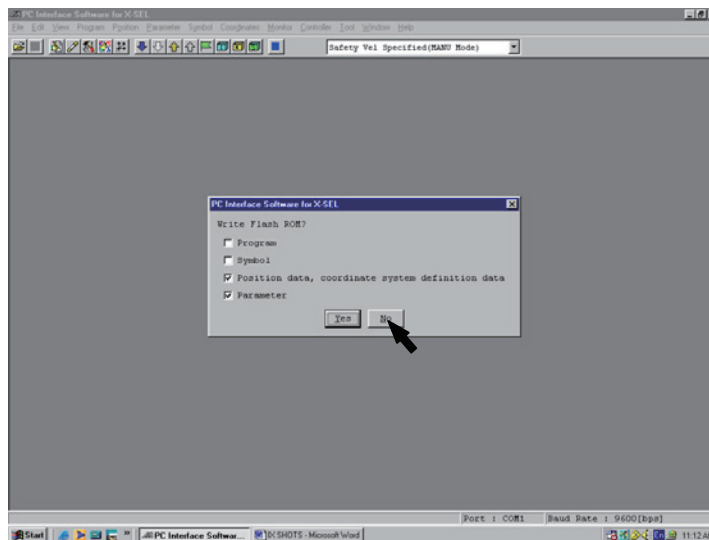 PC Interface Software for X-SEL
File Edit View Program Position Parameter Symbol Coordinates Monitor Controller Tool Window Help
Safety Vel Specified(MANU Mode)
PC Interface Software for X-SEL
Write Flash ROM?
Program
Symbol
Position data, coordinate system definition data
Parameter
Yes No
Port : COM1 Baud Rate : 9600[bps]
Start PC Interface Softwar... IX SHOTS - Microsoft Word 11:12 AM